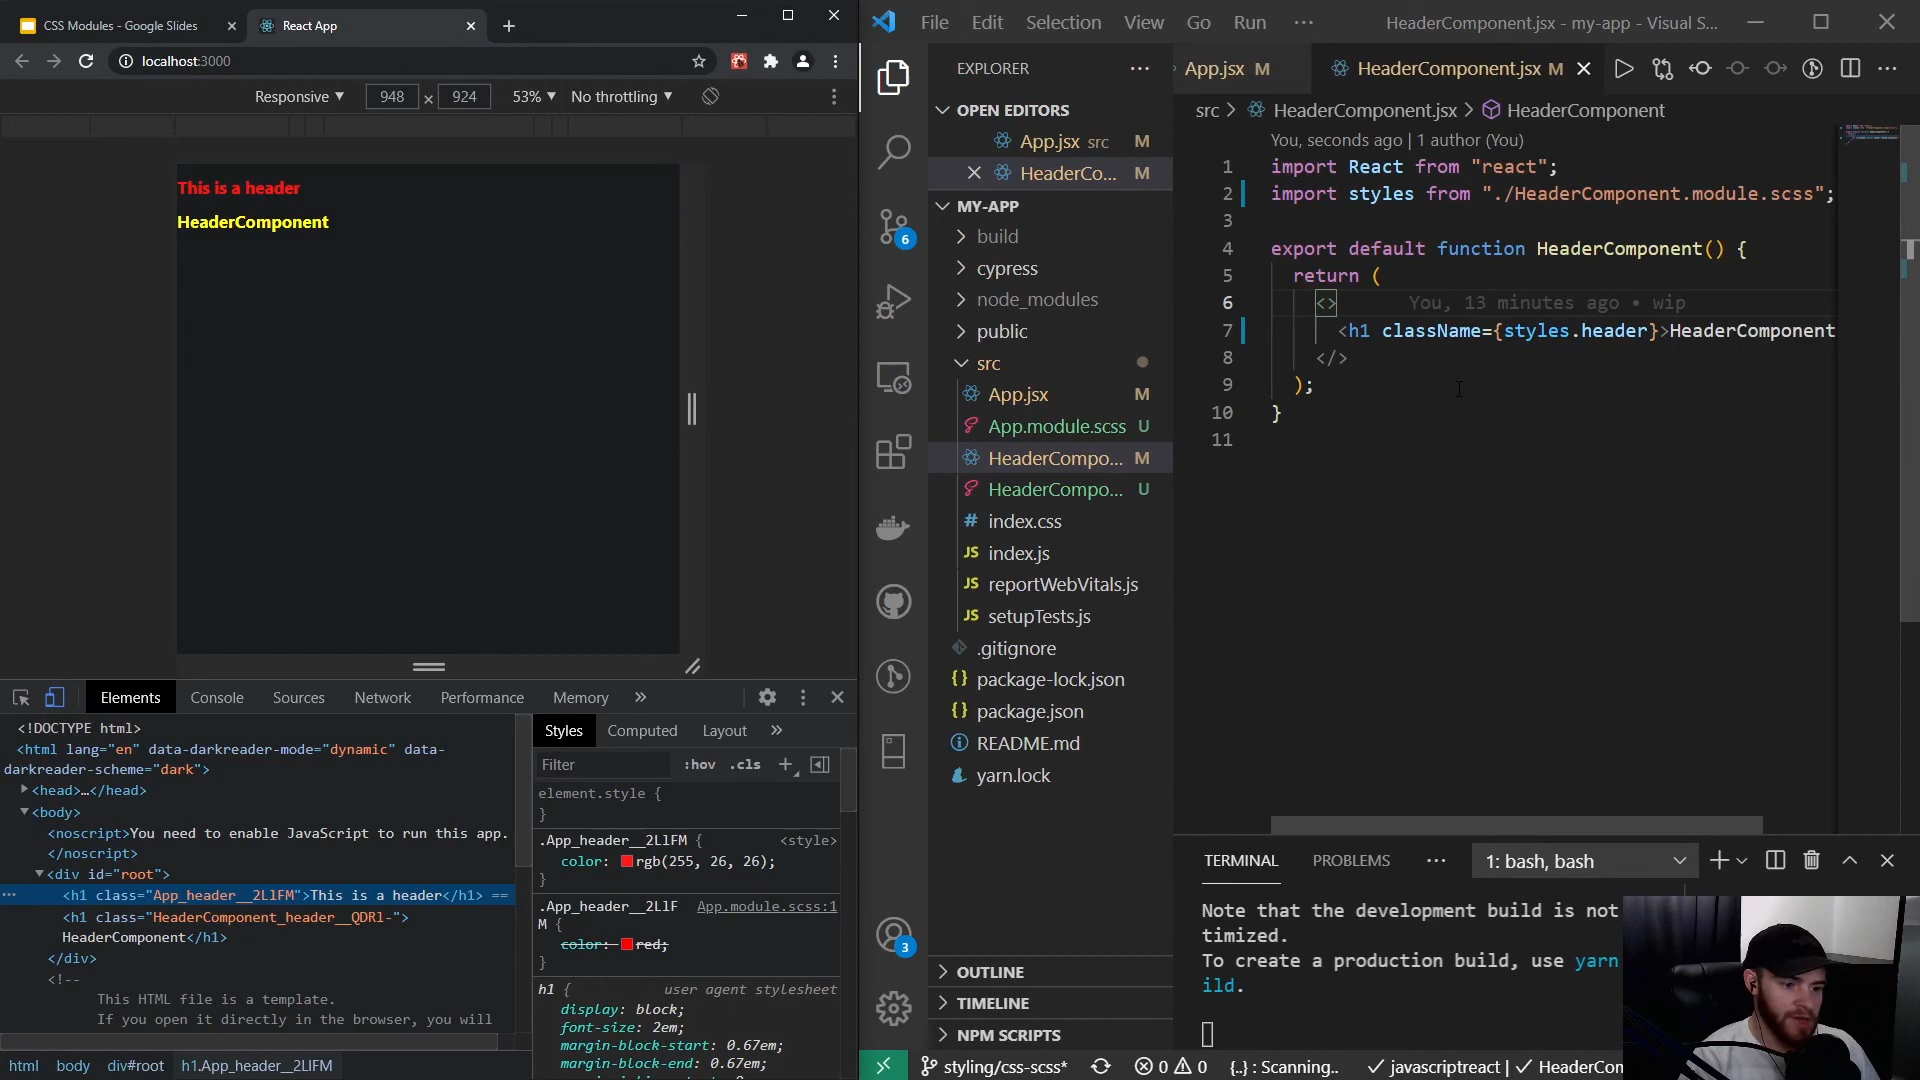 CSS Modules - Google Slides
React App
localhost:3000
Responsive
948
×
924
53%
No throttling
This is a header
HeaderComponent
Elements
Console
Sources
Network
Performance
Memory
<!DOCTYPE html>
<html lang="en" data-darkreader-mode="dynamic" data-
darkreader-scheme="dark">
<head>…</head>
<body>
<noscript>You need to enable JavaScript to run this app.
</noscript>
<div id="root">
<h1 class="App_header__2LlFM">This is a header</h1> ==
<h1 class="HeaderComponent_header__QDRl-">
HeaderComponent</h1>
</div>
<!--
This HTML file is a template.
If you open it directly in the browser, you will
html
body
div#root
h1.App_header__2LlFM
Styles
Computed
Layout
Filter
:hov
.cls
element.style {
}
.App_header__2LlFM {
<style>
color: rgb(255, 26, 26);
}
.App_header__2LlF
App.module.scss:1
M {
color: red;
}
h1 {
user agent stylesheet
display: block;
font-size: 2em;
margin-block-start: 0.67em;
margin-block-end: 0.67em;
File
Edit
Selection
View
Go
Run
HeaderComponent.jsx - my-app - Visual S...
EXPLORER
OPEN EDITORS
App.jsx src M
HeaderCo... M
MY-APP
build
cypress
node_modules
public
src
App.jsx M
App.module.scss U
HeaderCompo... M
HeaderCompo... U
index.css
index.js
reportWebVitals.js
setupTests.js
.gitignore
package-lock.json
package.json
README.md
yarn.lock
OUTLINE
TIMELINE
NPM SCRIPTS
6
3
App.jsx M
HeaderComponent.jsx M
src > HeaderComponent.jsx > HeaderComponent
You, seconds ago | 1 author (You)
1 import React from "react";
2 import styles from "./HeaderComponent.module.scss";
3
4 export default function HeaderComponent() {
5 return (
6 <> You, 13 minutes ago • wip
7 <h1 className={styles.header}>HeaderComponent
8 </>
9 );
10 }
11
TERMINAL
PROBLEMS
1: bash, bash
Note that the development build is not
timized.
To create a production build, use yarn
ild.
styling/css-scss*
0
0
{..} : Scanning..
javascriptreact |
HeaderCon